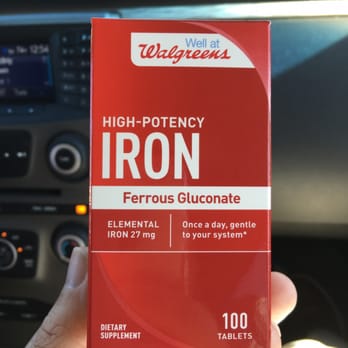 Well at
Walgreens
HIGH-POTENCY
IRON
Ferrous Gluconate
ELEMENTAL
IRON 27 mg
Once a day, gentle
to your system*
DIETARY
SUPPLEMENT
100
TABLETS